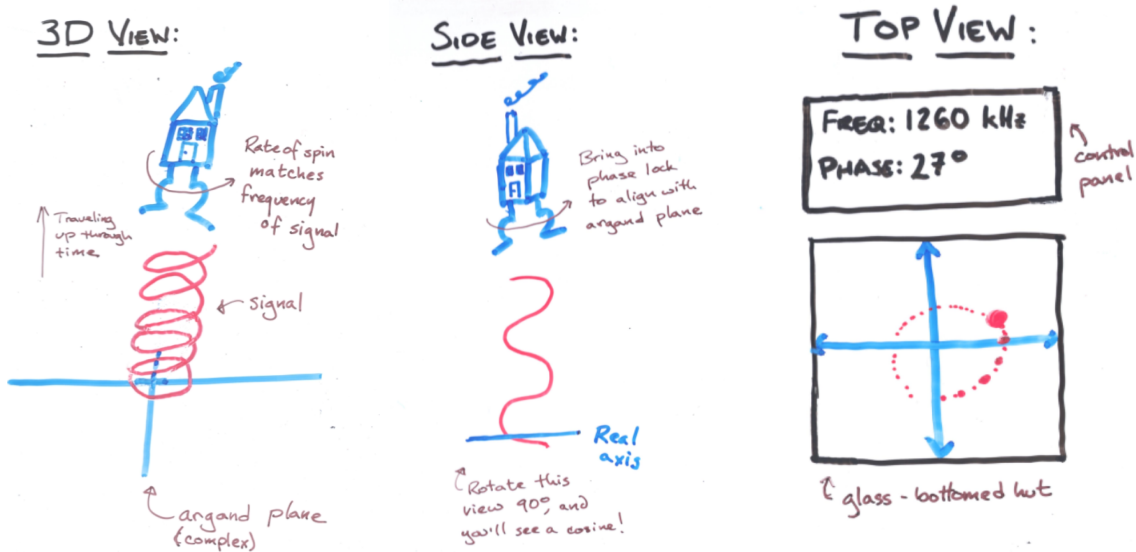 3D VIEW:
Rate of spin
matches
frequency
of signal
Traveling
up through
time.
signal
argand plane
(complex)
SIDE VIEW:
Bring into
phase lock
to align with
argand plane
Real
axis
Rotate this
view 90°, and
you'll see a cosine!
TOP VIEW:
FREQ: 1260 kHz
PHASE: 27°
control
panel
glass-bottomed hut